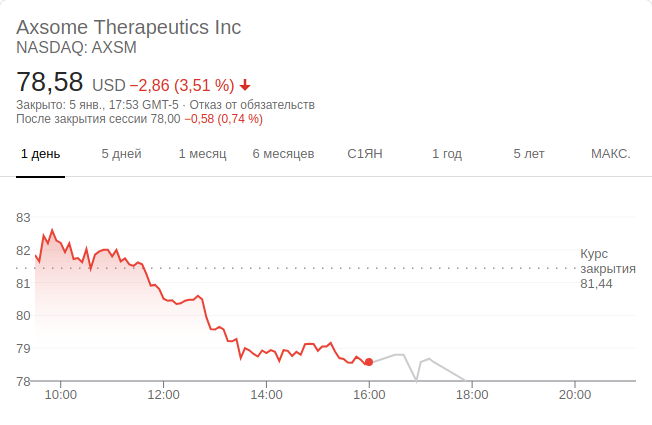 Axsome Therapeutics Inc
NASDAQ: AXSM
78,58 USD −2,86 (3,51 %)
Закрыто: 5 янв., 17:53 GMT-5 · Отказ от обязательств
После закрытия сессии 78,00 −0,58 (0,74 %)
1 день 5 дней 1 месяц 6 месяцев С1ЯН 1 год 5 лет МАКС.
83
82
Курс
закрытия
81,44
81
80
79
78
10:00 12:00 14:00 16:00 18:00 20:00